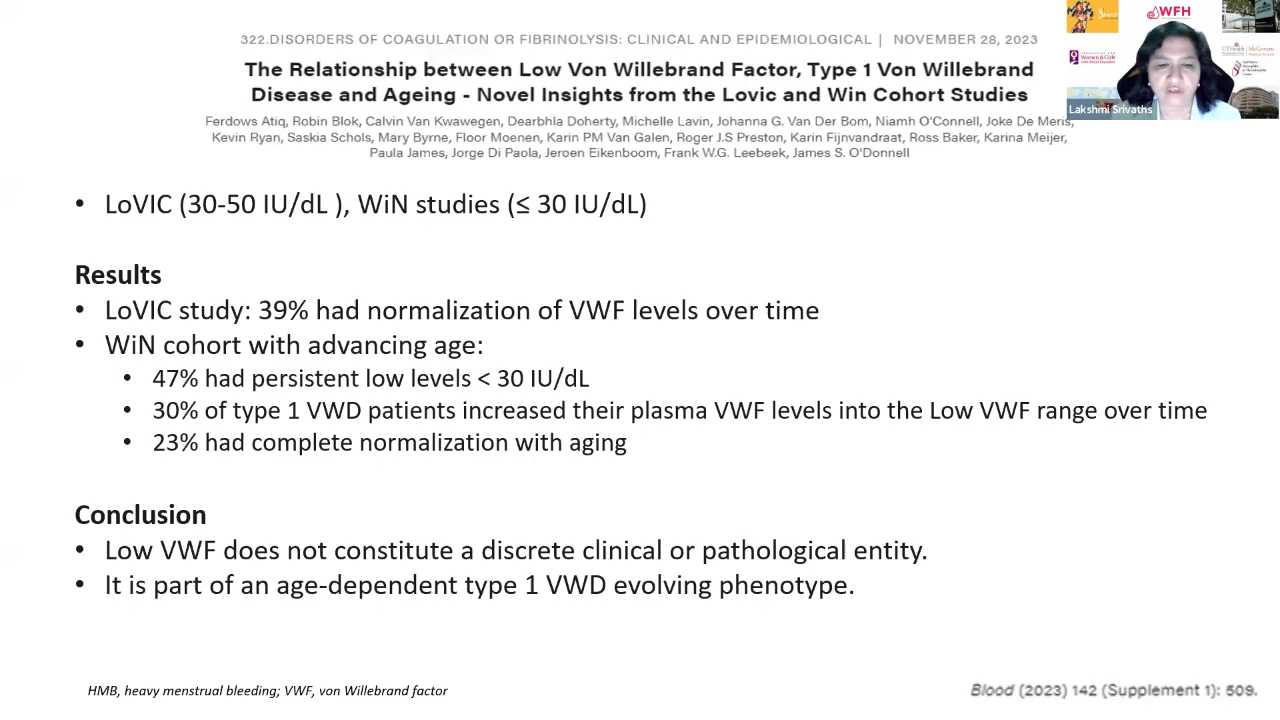 322.DISORDERS OF COAGULATION OR FIBRINOLYSIS: CLINICAL AND EPIDEMIOLOGICAL | NOVEMBER 28, 2023
The Relationship between Low Von Willebrand Factor, Type 1 Von Willebrand
Disease and Ageing - Novel Insights from the Lovic and Win Cohort Studies
Ferdows Atiq, Robin Blok, Calvin Van Kwawegen, Dearbhla Doherty, Michelle Lavin, Johanna G. Van Der Bom, Niamh O'Connell, Joke De Meris,
Kevin Ryan, Saskia Schols, Mary Byrne, Floor Moenen, Karin PM Van Galen, Roger J.S Preston, Karin Fijnvandraat, Ross Baker, Karina Meijer,
Paula James, Jorge Di Paola, Jeroen Eikenboom, Frank W.G. Leebeek, James S. O'Donnell
WFH
Women & Girls
UTHealth McGovern
Lakshmi Srivaths
• LoVIC (30-50 IU/dL ), WiN studies (≤ 30 IU/dL)
Results
• LoVIC study: 39% had normalization of VWF levels over time
• WiN cohort with advancing age:
• 47% had persistent low levels < 30 IU/dL
• 30% of type 1 VWD patients increased their plasma VWF levels into the Low VWF range over time
• 23% had complete normalization with aging
Conclusion
• Low VWF does not constitute a discrete clinical or pathological entity.
• It is part of an age-dependent type 1 VWD evolving phenotype.
HMB, heavy menstrual bleeding; VWF, von Willebrand factor
Blood (2023) 142 (Supplement 1): 509.